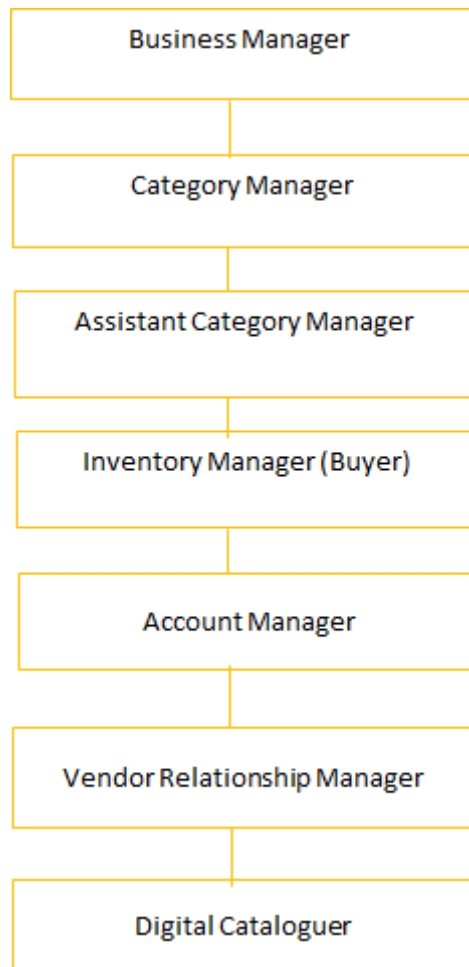 Business Manager
Category Manager
Assistant Category Manager
Inventory Manager (Buyer)
Account Manager
Vendor Relationship Manager
Digital Cataloguer